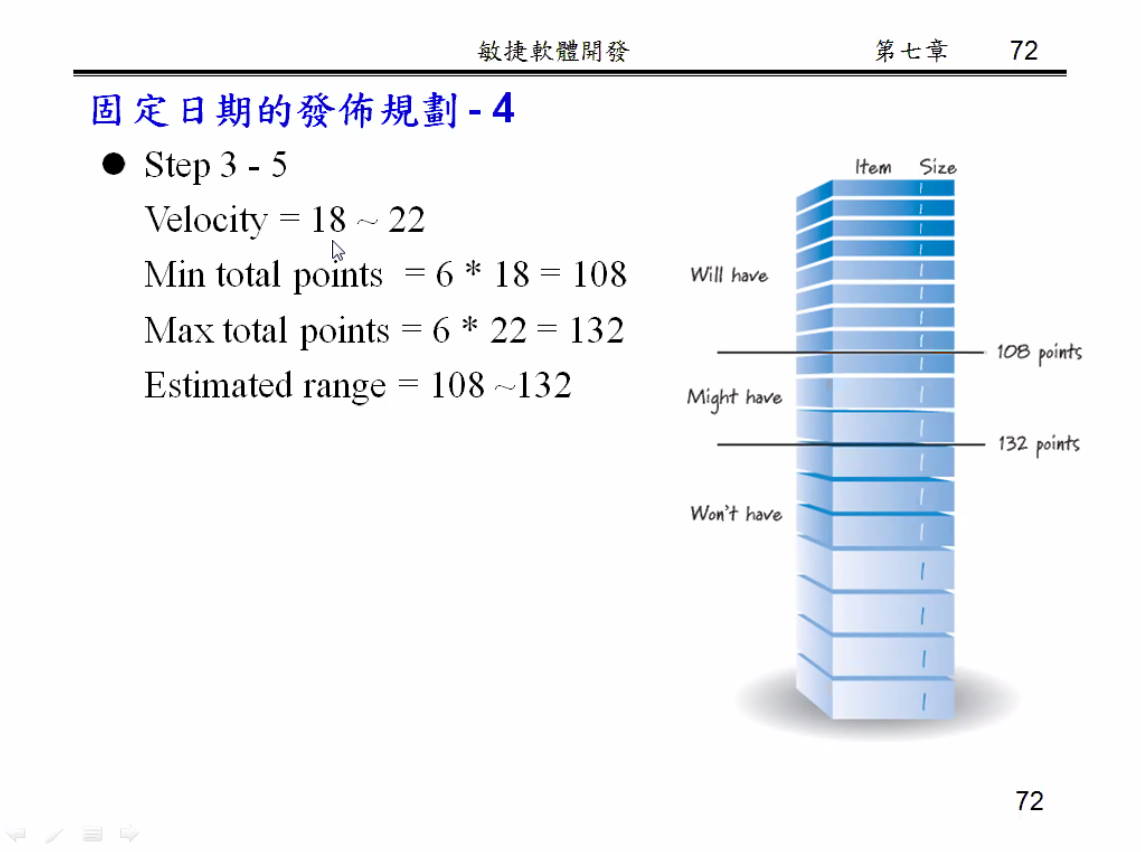 敏捷軟體開發 第七章 72
固定日期的發佈規劃 - 4
● Step 3 - 5
Velocity = 18 ~ 22
Min total points = 6 * 18 = 108
Max total points = 6 * 22 = 132
Estimated range = 108 ~132
Item Size
Will have
108 points
Might have
132 points
Won't have
72